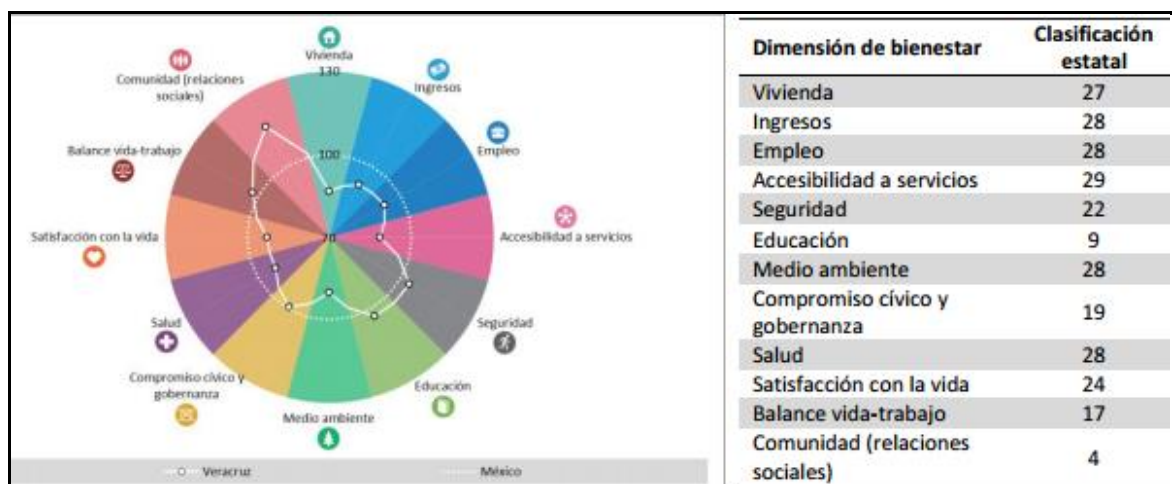 Vivienda
130
Ingresos
Empleo
Accesibilidad a servicios
Seguridad
Educación
Medio ambiente
Compromiso cívico y
gobernanza
Salud
Satisfacción con la vida
Balance vida-trabajo
Comunidad (relaciones
sociales)
100
70
Veracruz
México
Dimensión de bienestar Clasificación
estatal
Vivienda 27
Ingresos 28
Empleo 28
Accesibilidad a servicios 29
Seguridad 22
Educación 9
Medio ambiente 28
Compromiso cívico y
gobernanza 19
Salud 28
Satisfacción con la vida 24
Balance vida-trabajo 17
Comunidad (relaciones
sociales) 4